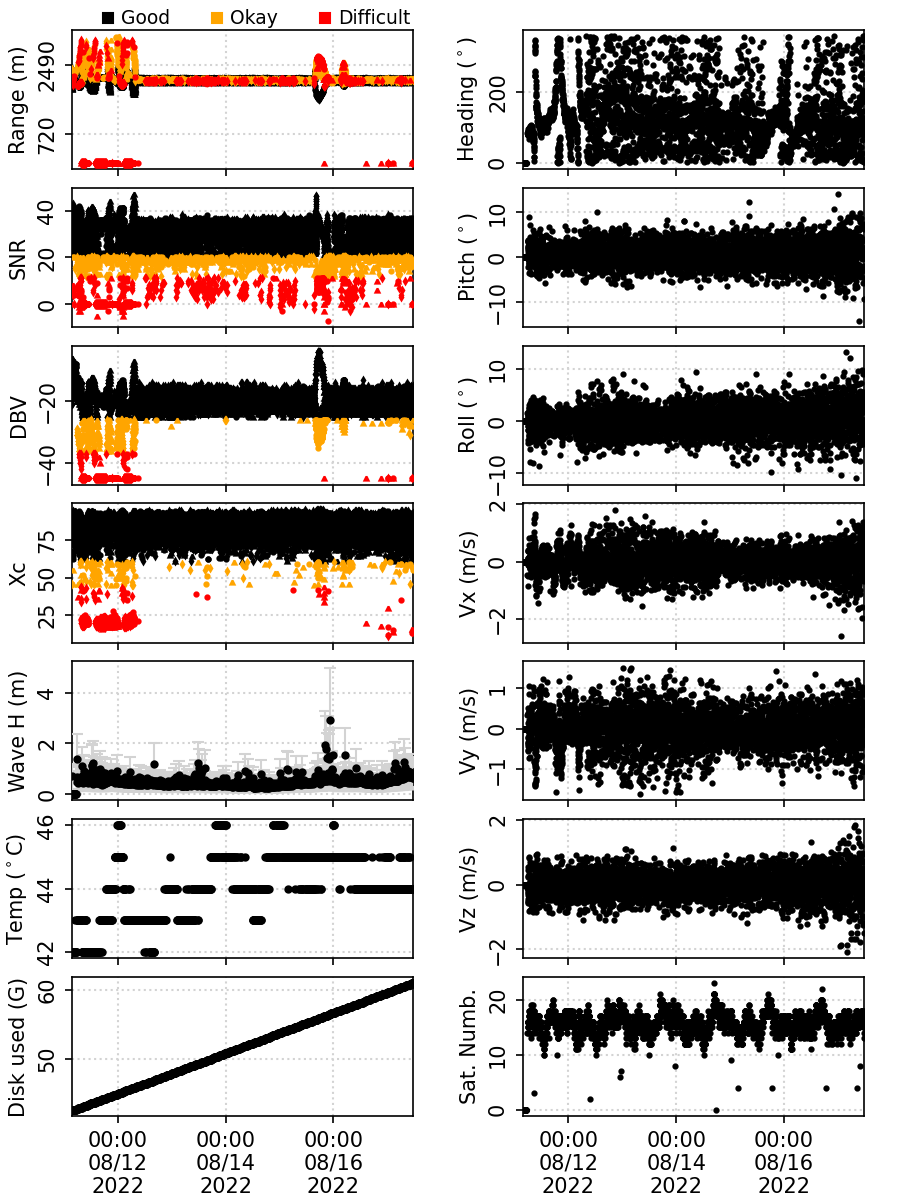 Good Okay Difficult
Range (m)
2490
720
Heading (°)
200
0
SNR
40
20
0
Pitch (°)
10
0
−10
DBV
−20
−40
Roll (°)
10
0
−10
Xc
75
50
25
Vx (m/s)
2
0
−2
Wave H (m)
4
2
0
Vy (m/s)
1
0
−1
Temp (°C)
46
44
42
Vz (m/s)
2
0
−2
Disk used (G)
60
50
Sat. Numb.
20
10
0
00:00 00:00 00:00 00:00 00:00 00:00
08/12 08/14 08/16 08/12 08/14 08/16
2022 2022 2022 2022 2022 2022